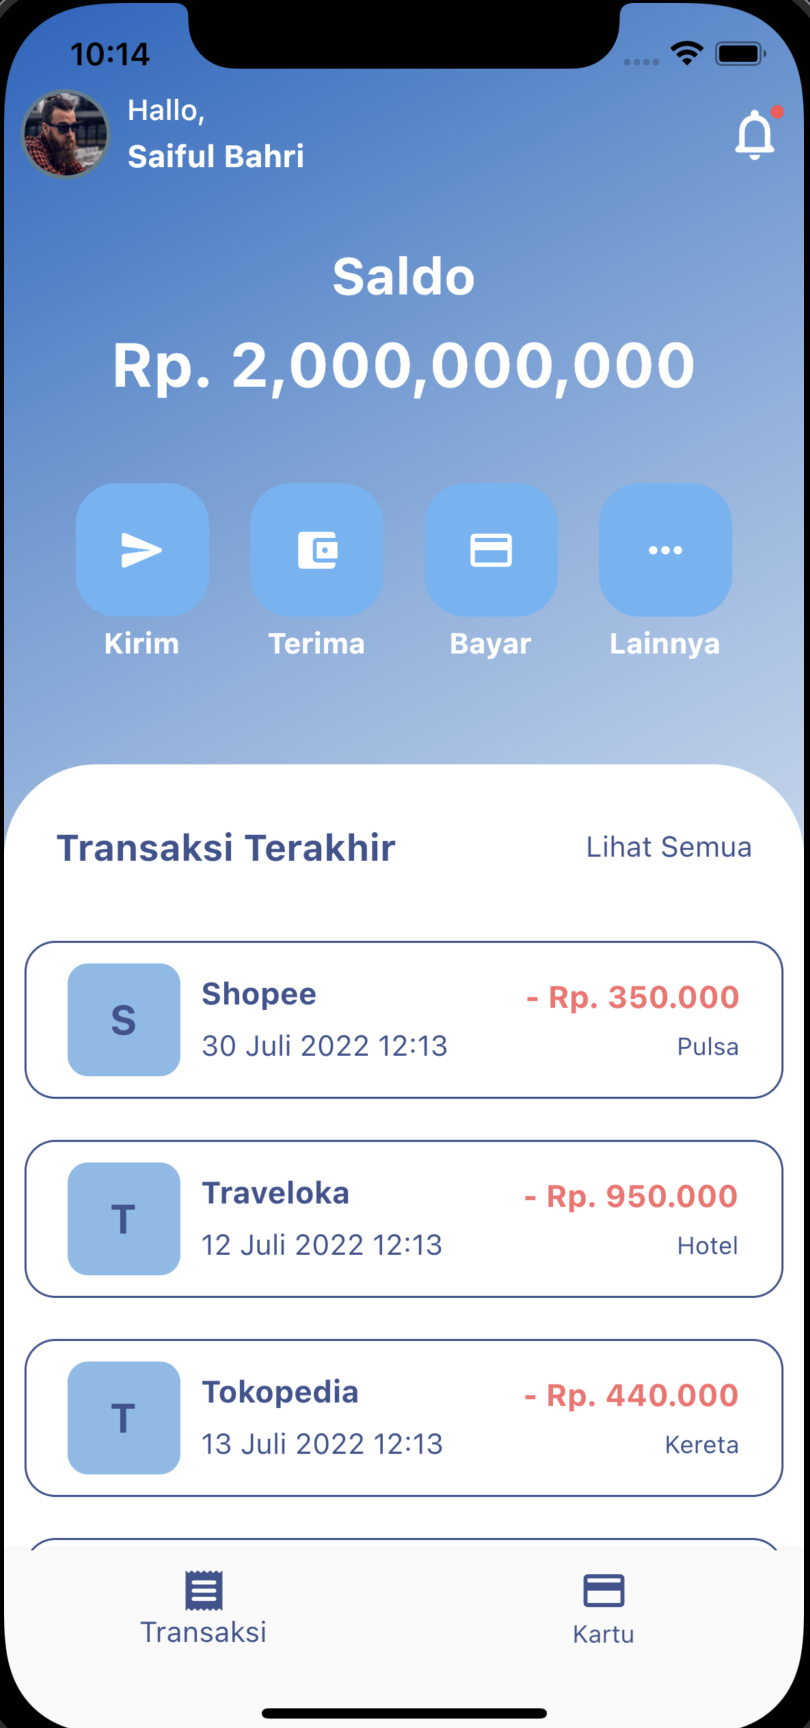 10:14
Hallo,
Saiful Bahri
Saldo
Rp. 2,000,000,000
Kirim Terima Bayar Lainnya
Transaksi Terakhir Lihat Semua
S Shopee - Rp. 350.000
30 Juli 2022 12:13 Pulsa
T Traveloka - Rp. 950.000
12 Juli 2022 12:13 Hotel
T Tokopedia - Rp. 440.000
13 Juli 2022 12:13 Kereta
Transaksi Kartu